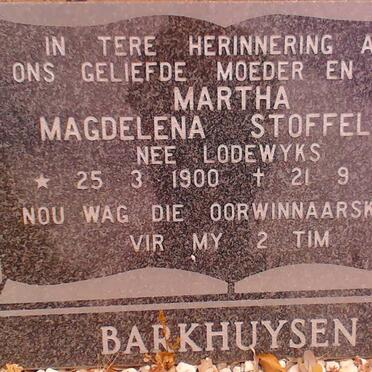 IN TERE HERINNERING A
ONS GELIEFDE MOEDER EN
MARTHA
MAGDELENA STOFFEL
NEE LODEWYKS
★ 25 3 1900 † 21 9
NOU WAG DIE OORWINNAARSK
VIR MY 2 TIM
BARKHUYSEN